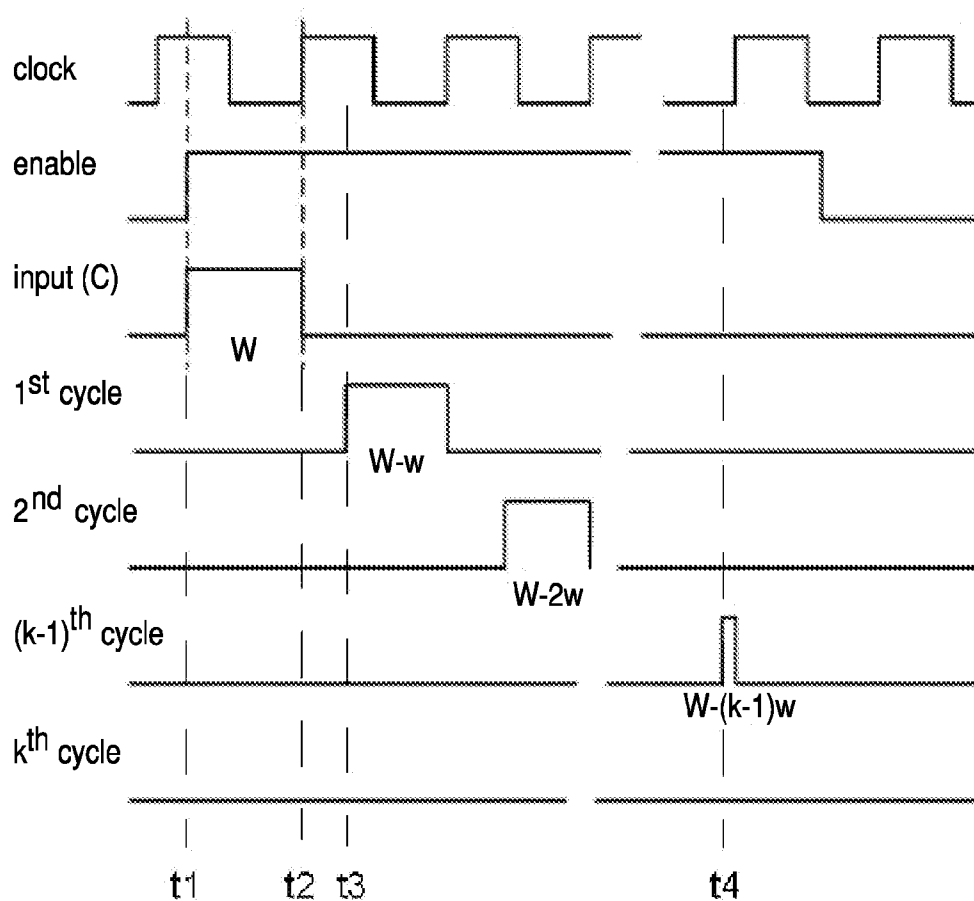 clock
enable
input (C)
W
1st cycle
W-w
2nd cycle
W-2w
(k-1)th cycle
W-(k-1)w
kth cycle
t1 t2 t3 t4